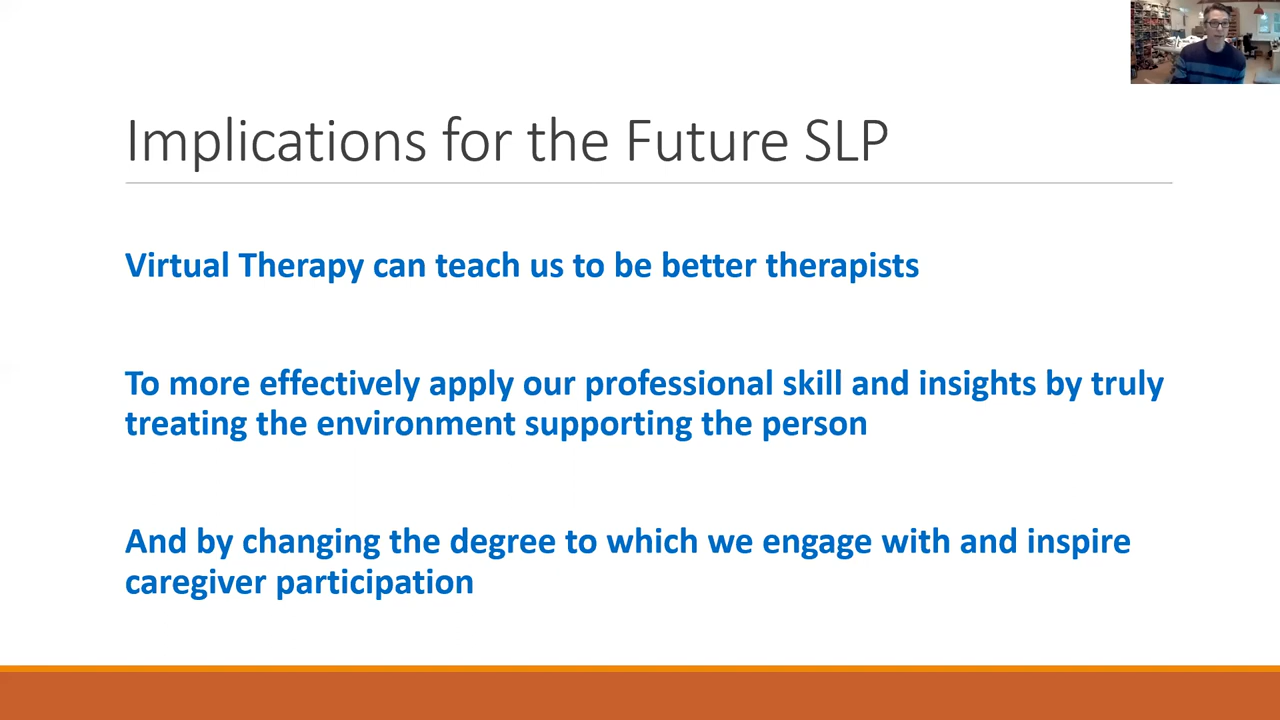 Implications for the Future SLP
Virtual Therapy can teach us to be better therapists
To more effectively apply our professional skill and insights by truly
treating the environment supporting the person
And by changing the degree to which we engage with and inspire
caregiver participation